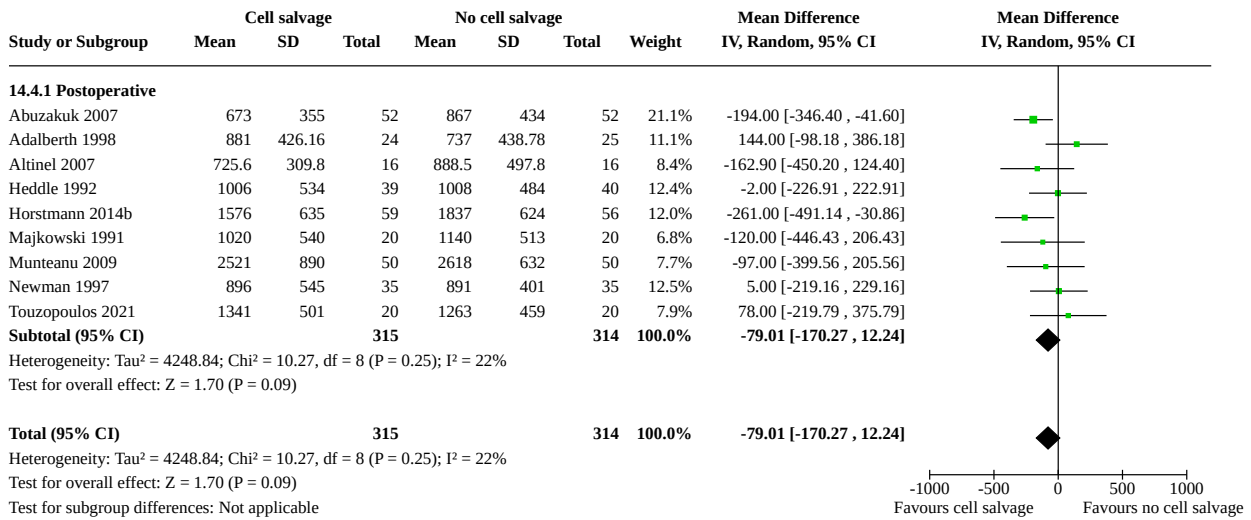 Cell salvage No cell salvage Mean Difference Mean Difference
Study or Subgroup Mean SD Total Mean SD Total Weight IV, Random, 95% CI IV, Random, 95% CI
14.4.1 Postoperative
Abuzakuk 2007 673 355 52 867 434 52 21.1% -194.00 [-346.40 , -41.60]
Adalberth 1998 881 426.16 24 737 438.78 25 11.1% 144.00 [-98.18 , 386.18]
Altinel 2007 725.6 309.8 16 888.5 497.8 16 8.4% -162.90 [-450.20 , 124.40]
Heddle 1992 1006 534 39 1008 484 40 12.4% -2.00 [-226.91 , 222.91]
Horstmann 2014b 1576 635 59 1837 624 56 12.0% -261.00 [-491.14 , -30.86]
Majkowski 1991 1020 540 20 1140 513 20 6.8% -120.00 [-446.43 , 206.43]
Munteanu 2009 2521 890 50 2618 632 50 7.7% -97.00 [-399.56 , 205.56]
Newman 1997 896 545 35 891 401 35 12.5% 5.00 [-219.16 , 229.16]
Touzopoulos 2021 1341 501 20 1263 459 20 7.9% 78.00 [-219.79 , 375.79]
Subtotal (95% CI) 315 314 100.0% -79.01 [-170.27 , 12.24]
Heterogeneity: Tau² = 4248.84; Chi² = 10.27, df = 8 (P = 0.25); I² = 22%
Test for overall effect: Z = 1.70 (P = 0.09)
Total (95% CI) 315 314 100.0% -79.01 [-170.27 , 12.24]
Heterogeneity: Tau² = 4248.84; Chi² = 10.27, df = 8 (P = 0.25); I² = 22%
Test for overall effect: Z = 1.70 (P = 0.09)
-1000 -500 0 500 1000
Test for subgroup differences: Not applicable
Favours cell salvage Favours no cell salvage